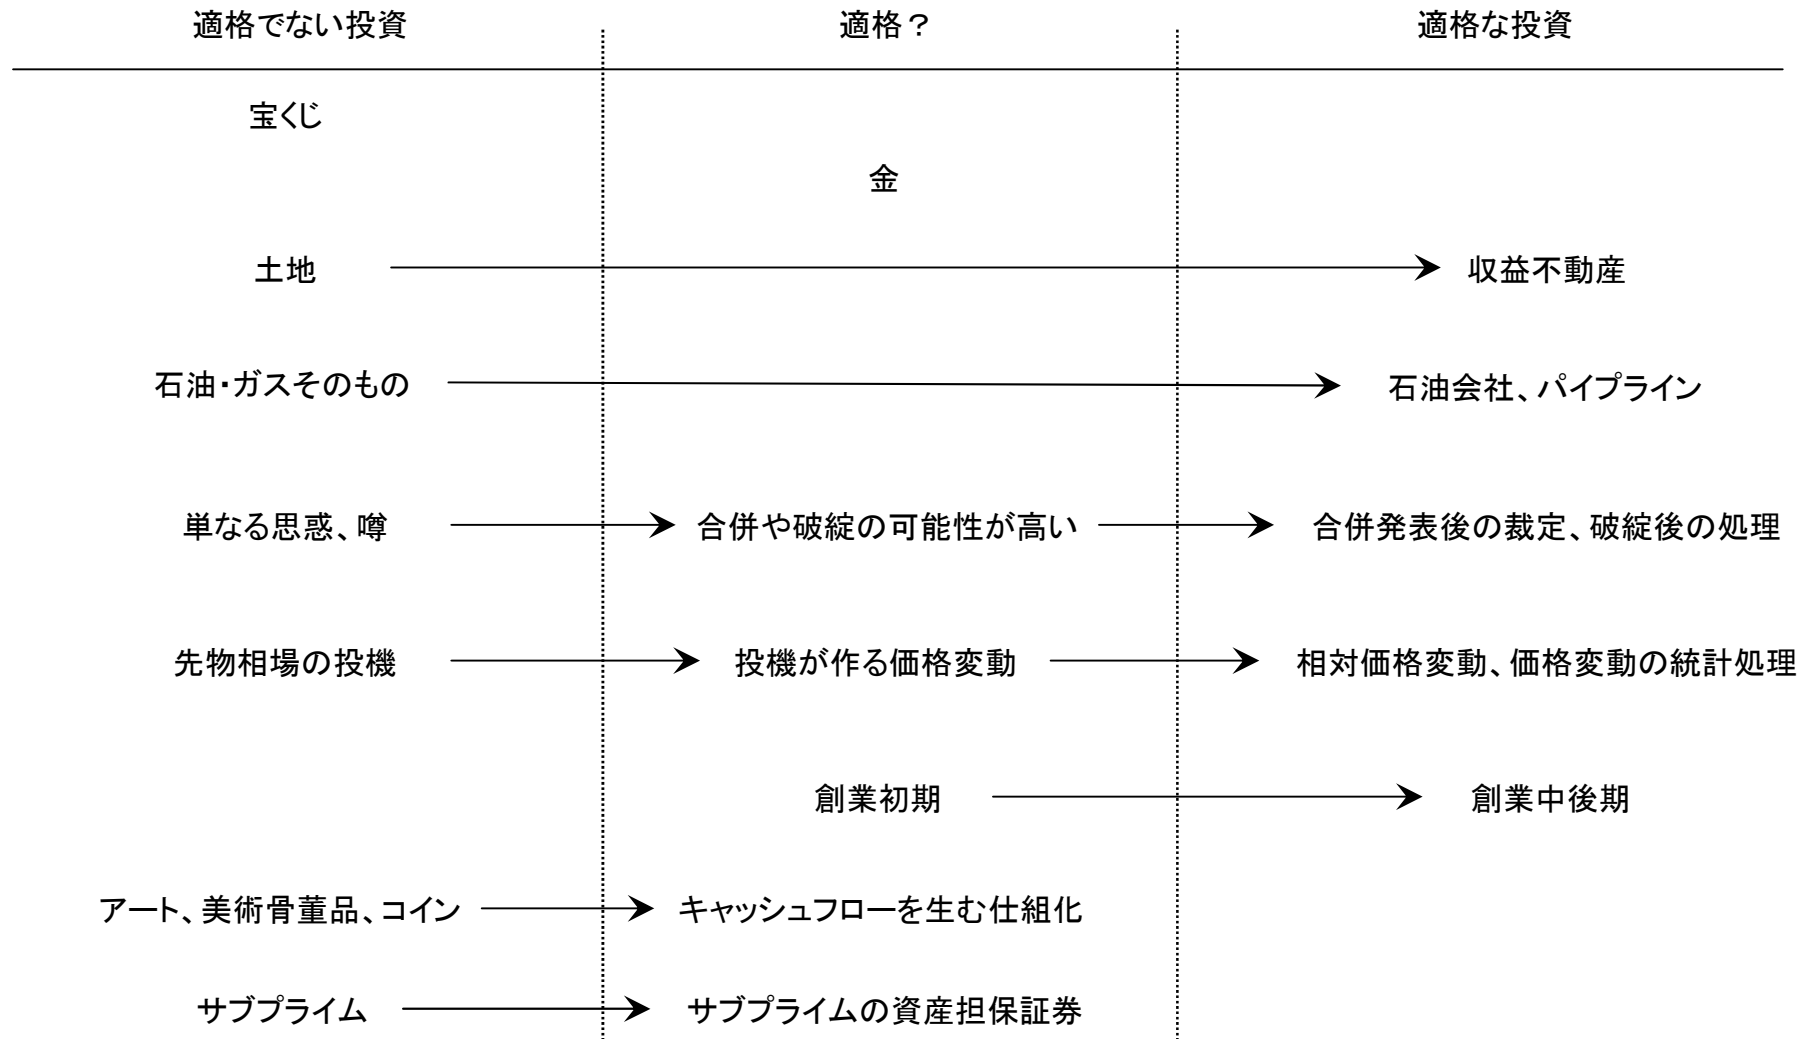 適格でない投資 適格？ 適格な投資
宝くじ
金
土地 収益不動産
石油・ガスそのもの 石油会社、パイプライン
単なる思惑、噂 合併や破綻の可能性が高い 合併発表後の裁定、破綻後の処理
先物相場の投機 投機が作る価格変動 相対価格変動、価格変動の統計処理
創業初期 創業中後期
アート、美術骨董品、コイン キャッシュフローを生む仕組化
サブプライム サブプライムの資産担保証券